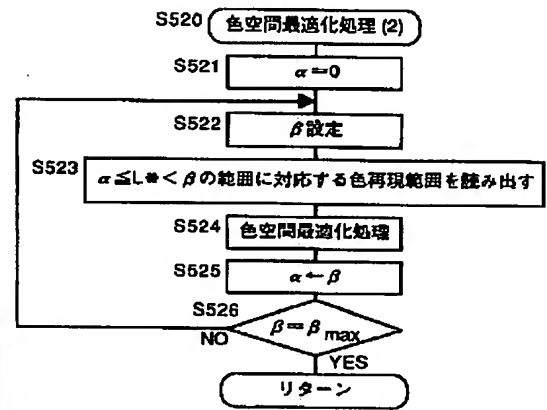 S520 色空間最適化処理(2)
S521 α=0
S522 β設定
S523 α≦L*<βの範囲に対応する色再現範囲を読み出す
S524 色空間最適化処理
S525 α←β
S526 β=βmax
NO
YES
リターン